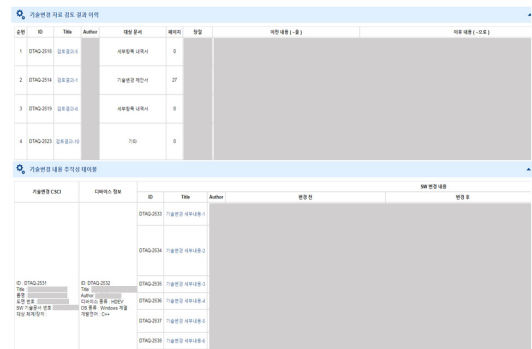 기술변경 자료 검토 결과 이력
순번 ID Title Author 대상 문서 페이지 정렬 이전 내용 ( ~을 ) 이후 내용 ( ~으로 )
1 DTAQ-2518 검토결과-5 세부항목 내역서 0
2 DTAQ-2514 검토결과-1 기술변경 제안서 27
3 DTAQ-2519 검토결과-6 세부항목 내역서 0
4 DTAQ-2523 검토결과-10 기타 0
기술변경 내용 추적성 테이블
기술변경 CSCI 디바이스 정보 SW 변경 내용
ID Title Author 변경 전 변경 후
DTAQ-2533 기술변경 세부내용-1
DTAQ-2534 기술변경 세부내용-2
ID : DTAQ-2531
Title :
품명 :
도면 번호 :
SW 기술문서 번호 :
대상 체계/장치 :
ID: DTAQ-2532
Title :
Author :
디바이스 종류 : HDEV
OS 종류 : Windows 계열
개발언어 : C++
DTAQ-2535 기술변경 세부내용-3
DTAQ-2536 기술변경 세부내용-4
DTAQ-2537 기술변경 세부내용-5
DTAQ-2538 기술변경 세부내용-6